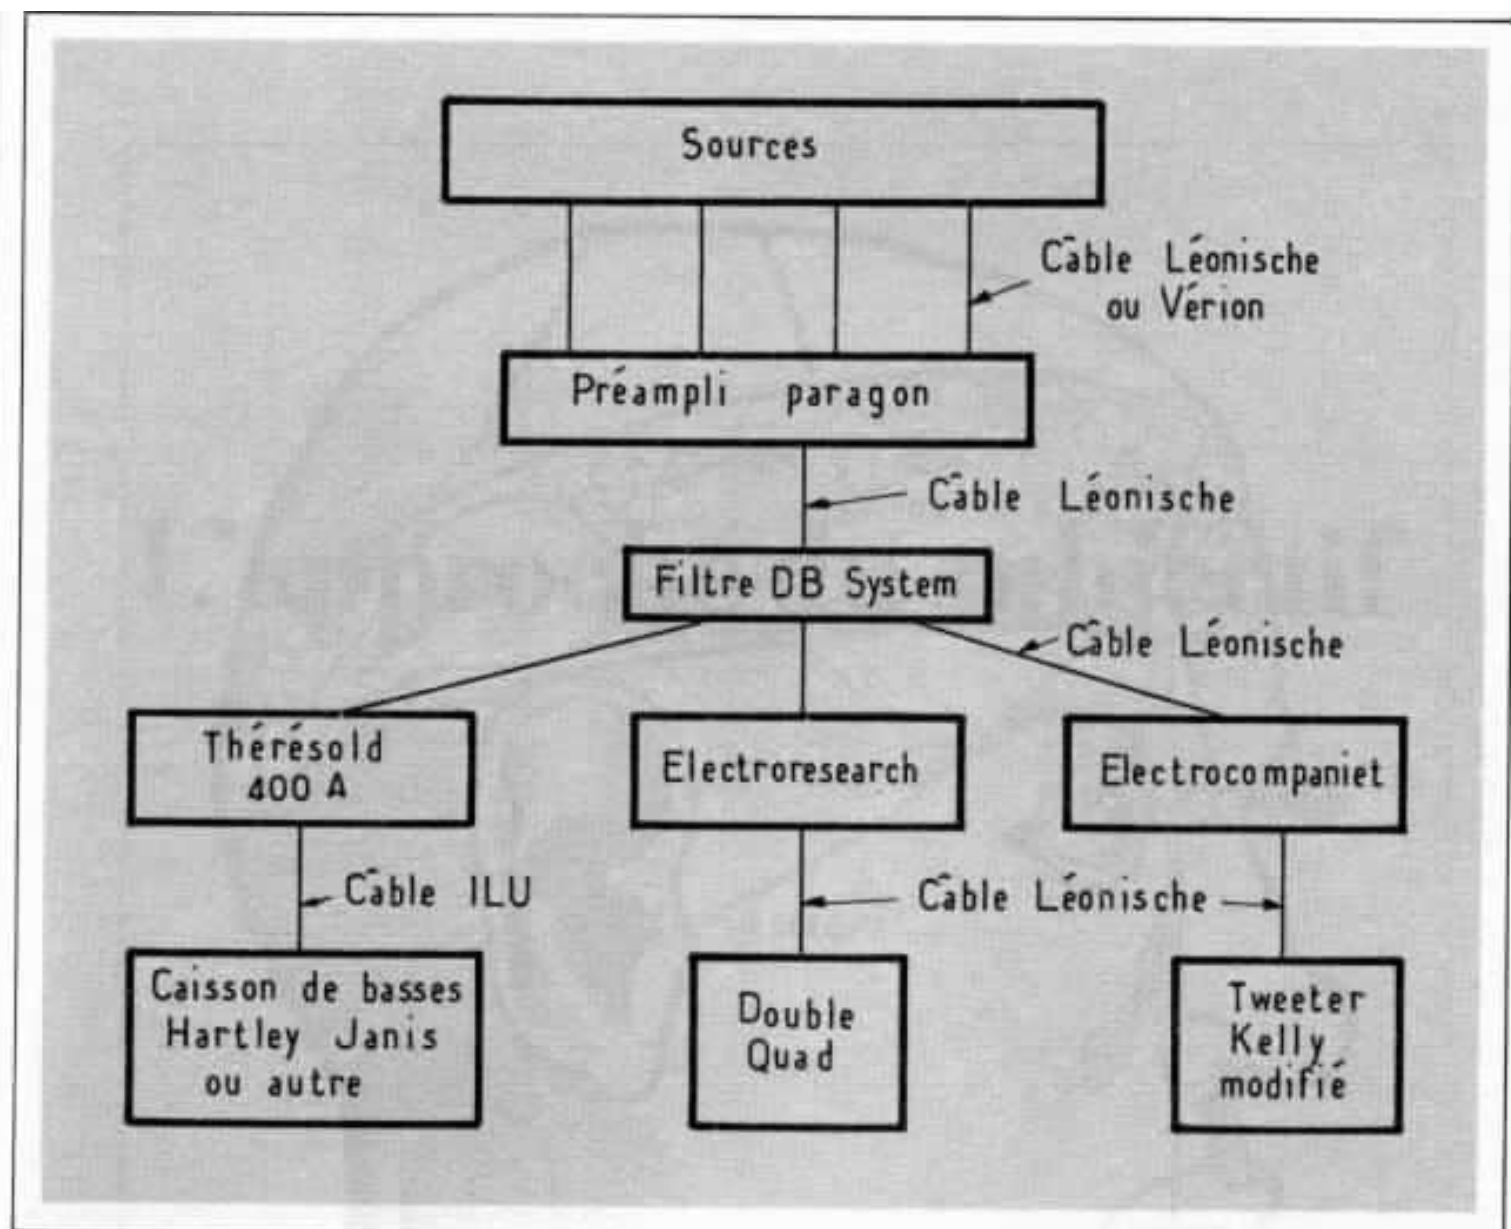 Sources
Câble Léonische
ou Vérion
Préampli paragon
Câble Léonische
Filtre DB System
Câble Léonische
Thérésold
400 A
Electroresearch
Electrocompaniet
Câble ILU
Câble Léonische
Caisson de basses
Hartley Janis
ou autre
Double
Quad
Tweeter
Kelly
modifié